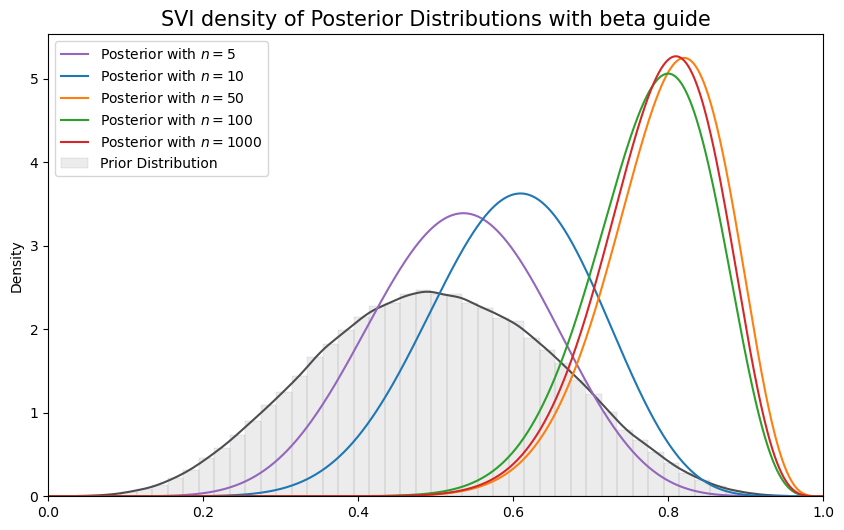 SVI density of Posterior Distributions with beta guide
Posterior with n = 5
Posterior with n = 10
Posterior with n = 50
Posterior with n = 100
Posterior with n = 1000
Prior Distribution
Density
5
4
3
2
1
0
0.0 0.2 0.4 0.6 0.8 1.0